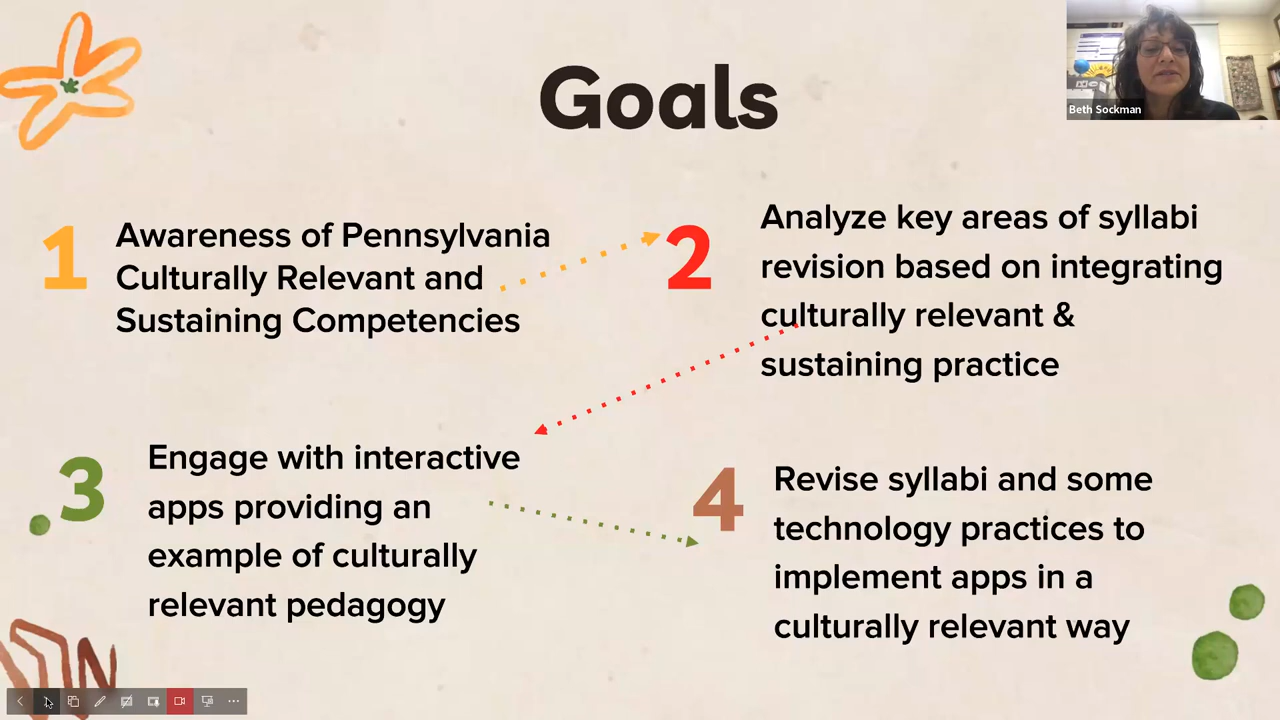 Goals
Beth Sockman
1
Awareness of Pennsylvania
Culturally Relevant and
Sustaining Competencies
2
Analyze key areas of syllabi
revision based on integrating
culturally relevant &
sustaining practice
3
Engage with interactive
apps providing an
example of culturally
relevant pedagogy
4
Revise syllabi and some
technology practices to
implement apps in a
culturally relevant way